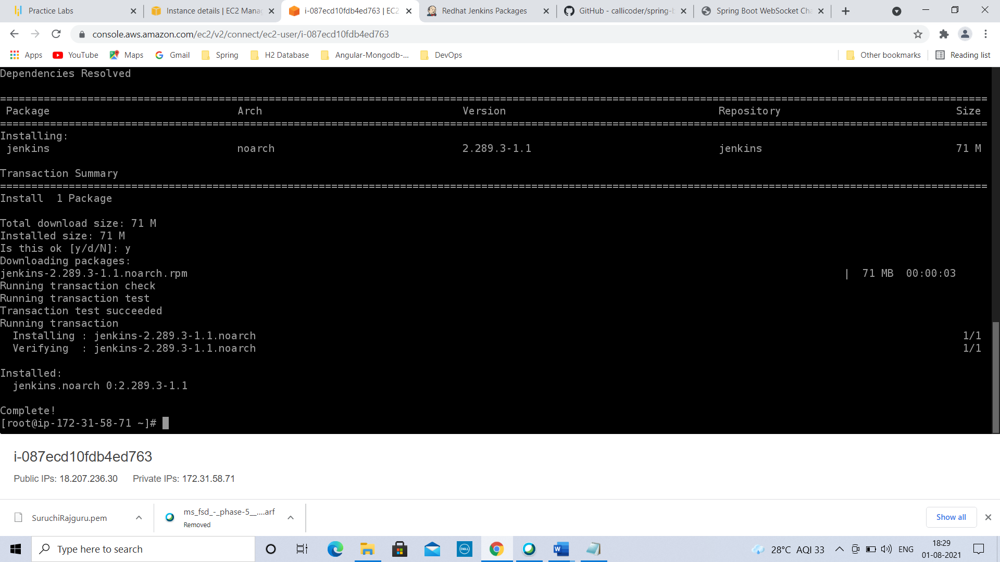 Practice Labs
Instance details | EC2 Manag
i-087ecd10fdb4ed763 | EC2
Redhat Jenkins Packages
GitHub - callicoder/spring-b
Spring Boot WebSocket Cha
console.aws.amazon.com/ec2/v2/connect/ec2-user/i-087ecd10fdb4ed763
Apps
YouTube
Maps
Gmail
Spring
H2 Database
Angular-Mongodb-...
DevOps
Other bookmarks
Reading list
Dependencies Resolved
================================================================================
Package Arch Version Repository Size
================================================================================
Installing:
jenkins noarch 2.289.3-1.1 jenkins 71 M
Transaction Summary
================================================================================
Install 1 Package
Total download size: 71 M
Installed size: 71 M
Is this ok [y/d/N]: y
Downloading packages:
jenkins-2.289.3-1.1.noarch.rpm | 71 MB 00:00:03
Running transaction check
Running transaction test
Transaction test succeeded
Running transaction
Installing : jenkins-2.289.3-1.1.noarch 1/1
Verifying : jenkins-2.289.3-1.1.noarch 1/1
Installed:
jenkins.noarch 0:2.289.3-1.1
Complete!
[root@ip-172-31-58-71 ~]#
i-087ecd10fdb4ed763
Public IPs: 18.207.236.30 Private IPs: 172.31.58.71
SuruchiRajguru.pem
ms_fsd_-_phase-5__....arf
Removed
Show all
Type here to search
DELL
W
28°C AQI 33
ENG
18:29
01-08-2021